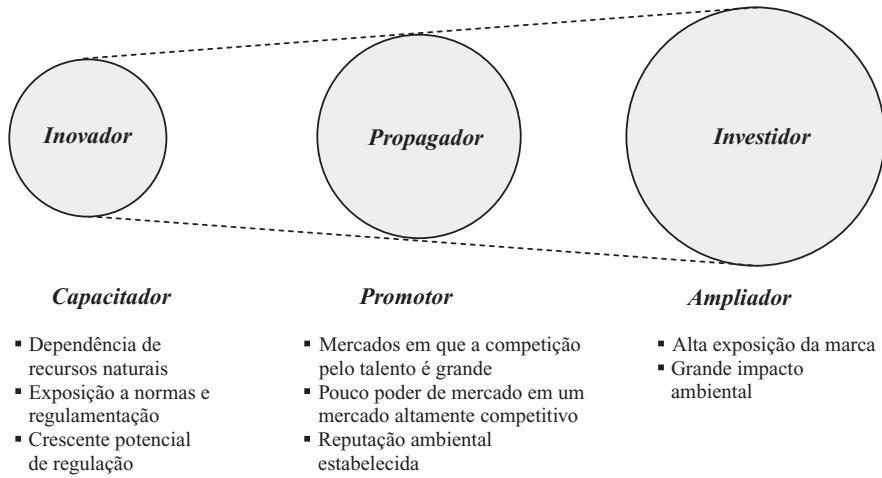 Inovador
Propagador
Investidor
Capacitador
▪ Dependência de
recursos naturais
▪ Exposição a normas e
regulamentação
▪ Crescente potencial
de regulação
Promotor
▪ Mercados em que a competição
pelo talento é grande
▪ Pouco poder de mercado em um
mercado altamente competitivo
▪ Reputação ambiental
estabelecida
Ampliador
▪ Alta exposição da marca
▪ Grande impacto
ambiental